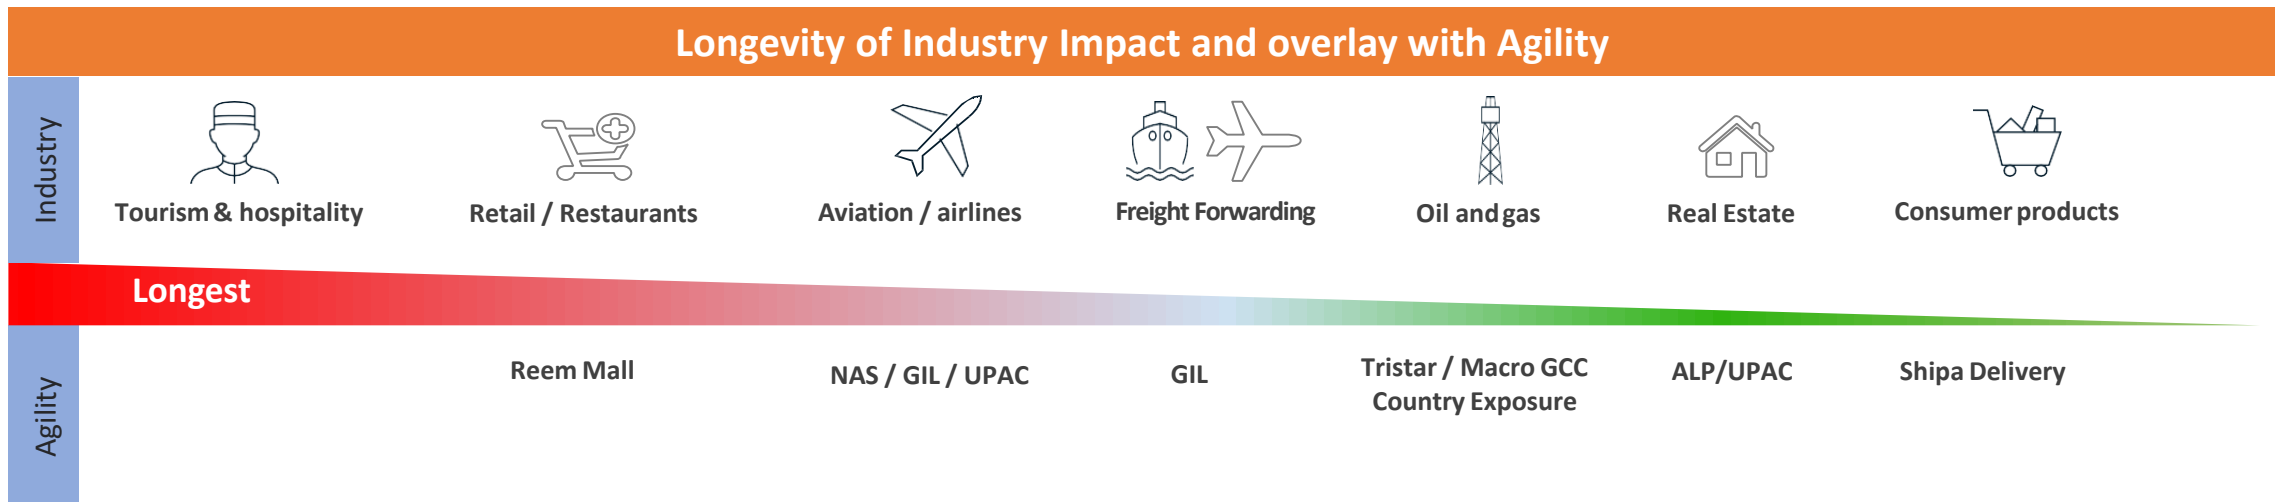 Longevity of Industry Impact and overlay with Agility
Industry
Tourism & hospitality
Retail / Restaurants
Aviation / airlines
Freight Forwarding
Oil and gas
Real Estate
Consumer products
Longest
Agility
Reem Mall
NAS / GIL / UPAC
GIL
Tristar / Macro GCC
Country Exposure
ALP/UPAC
Shipa Delivery